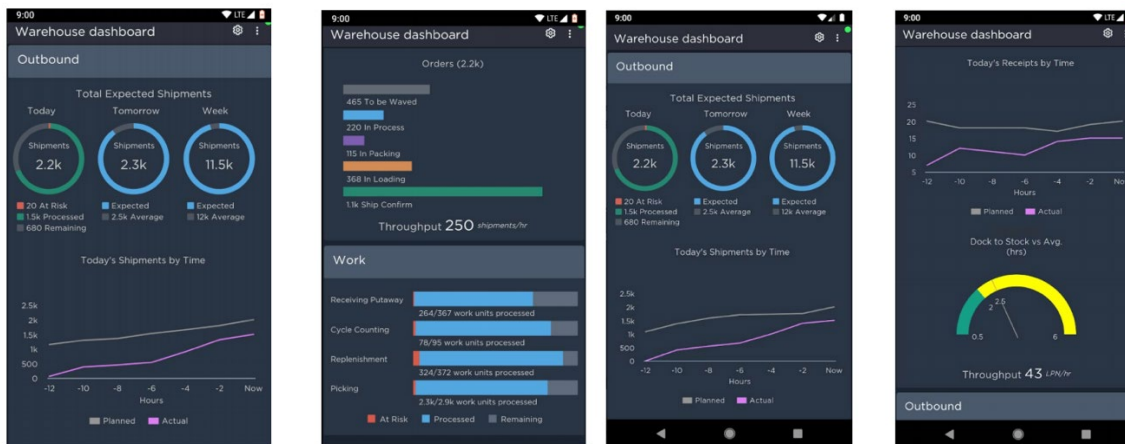 9:00 LTE
Warehouse dashboard
Outbound
Total Expected Shipments
Today Tomorrow Week
Shipments Shipments Shipments
2.2k 2.3k 11.5k
20 At Risk Expected Expected
1.5k Processed 2.5k Average 12k Average
680 Remaining
Today's Shipments by Time
2.5k
2k
1.5k
1k
500
0
-12 -10 -8 -6 -4 -2 Now
Hours
Planned Actual
9:00 LTE
Warehouse dashboard
Orders (2.2k)
465 To be Waved
220 In Process
115 In Packing
368 In Loading
1.1k Ship Confirm
Throughput 250 shipments/hr
Work
Receiving Putaway
264/367 work units processed
Cycle Counting
78/95 work units processed
Replenishment
324/372 work units processed
Picking
2.3k/2.9k work units processed
At Risk Processed Remaining
9:00
Warehouse dashboard
Outbound
Total Expected Shipments
Today Tomorrow Week
Shipments Shipments Shipments
2.2k 2.3k 11.5k
20 At Risk Expected Expected
1.5k Processed 2.5k Average 12k Average
680 Remaining
Today's Shipments by Time
2.5k
2k
1.5k
1k
500
0
-12 -10 -8 -6 -4 -2 Now
Hours
Planned Actual
9:00 LTE
Warehouse dashboard
Today's Receipts by Time
25
20
15
10
5
-12 -10 -8 -6 -4 -2 Now
Hours
Planned Actual
Dock to Stock vs Avg.
(hrs)
2.5
2
0.5 6
Throughput 43 LPN/hr
Outbound